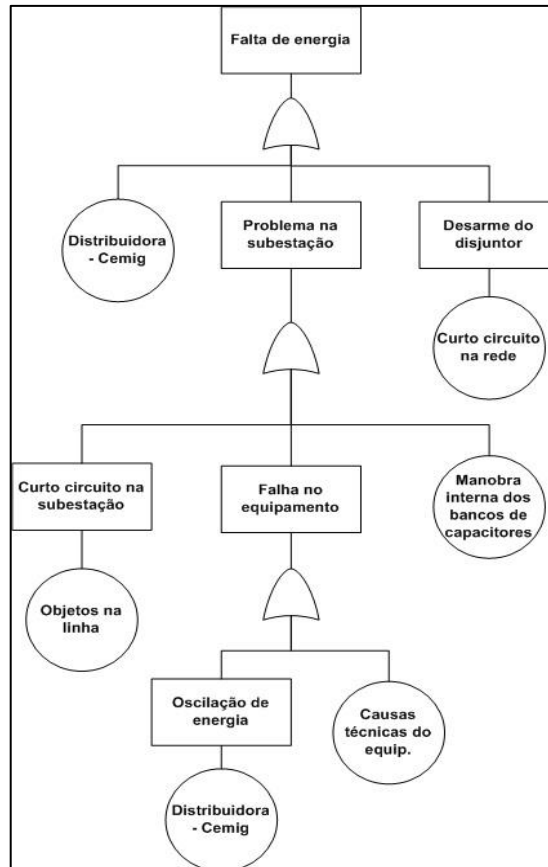 Falta de energia
Distribuidora
- Cemig
Problema na
subestação
Desarme do
disjuntor
Curto circuito
na rede
Curto circuito na
subestação
Falha no
equipamento
Manobra
interna dos
bancos de
capacitores
Objetos na
linha
Oscilação de
energia
Causas
técnicas do
equip.
Distribuidora
- Cemig